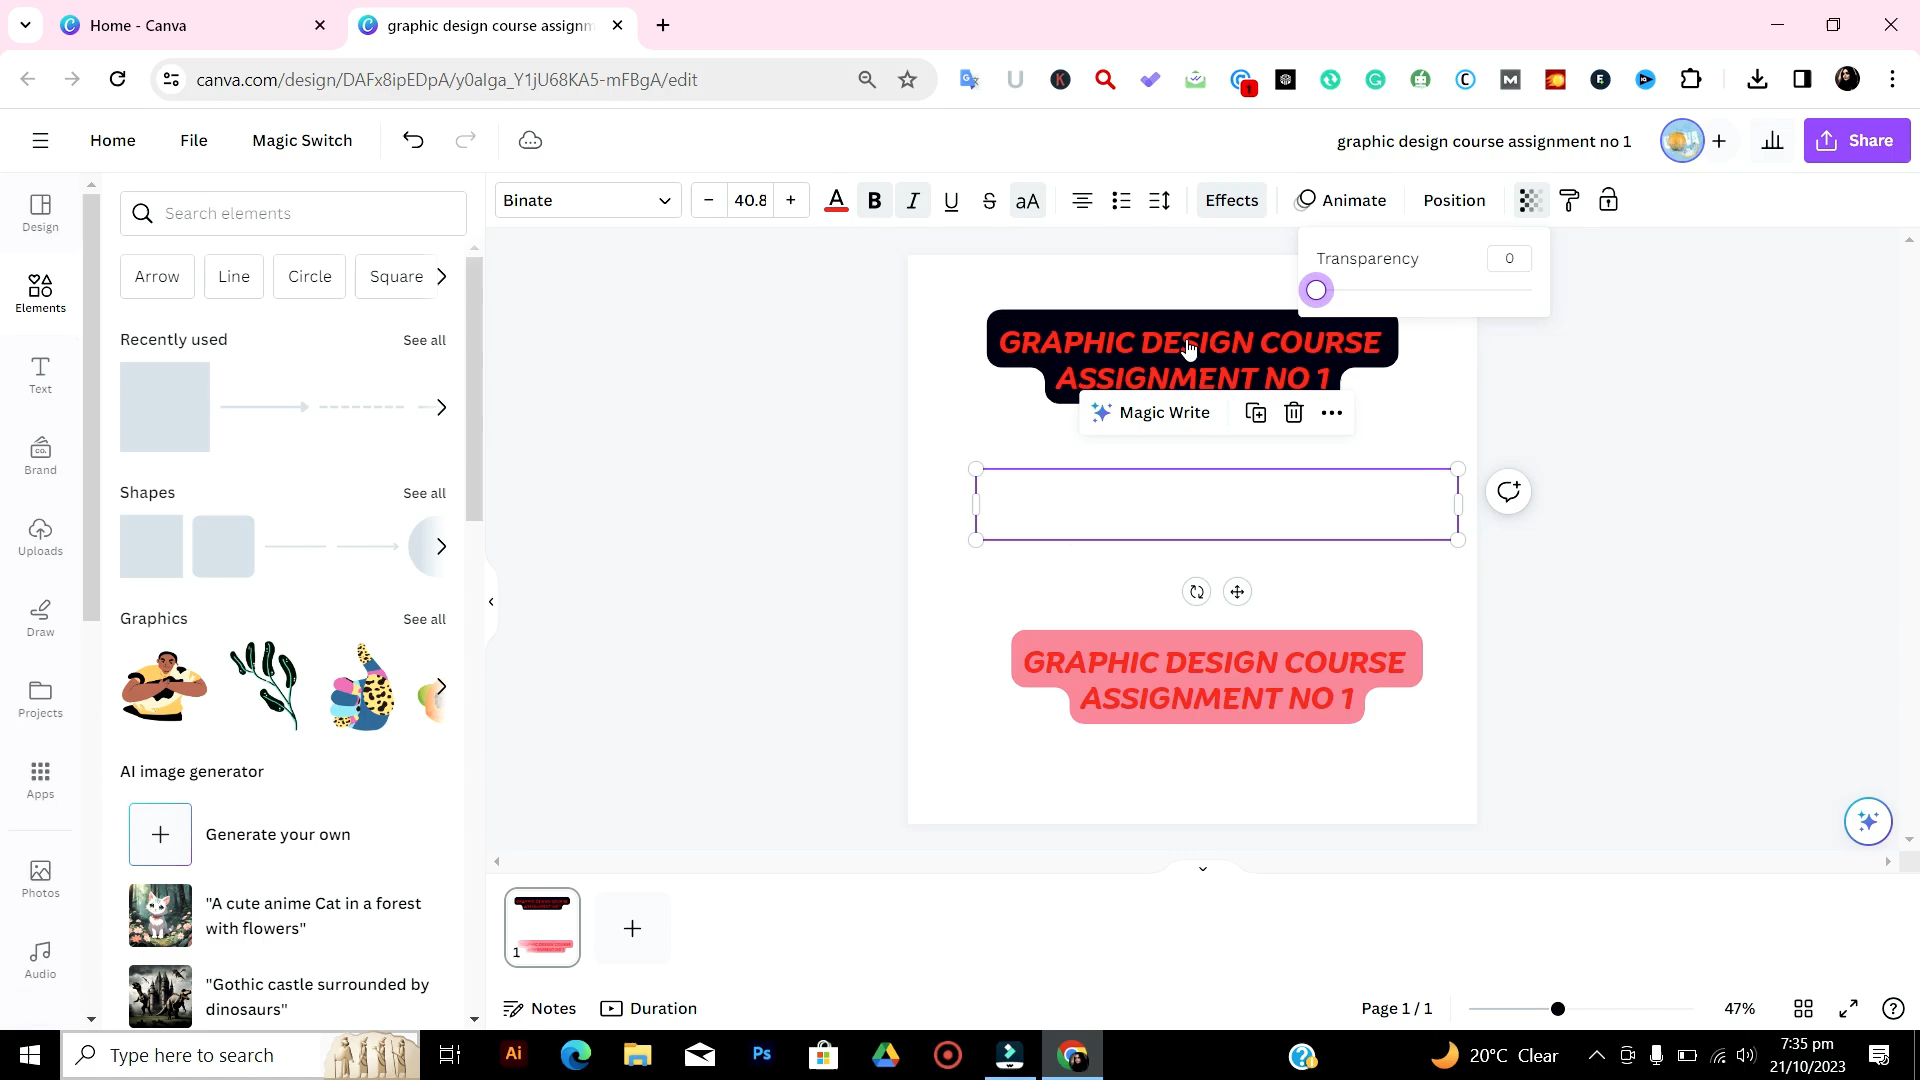 Home - Canva
graphic design course assignm
canva.com/design/DAFx8ipEDpA/y0alga_Y1jU68KA5-mFBgA/edit
Home
File
Magic Switch
graphic design course assignment no 1
Share
Design
Elements
Text
Brand
Uploads
Draw
Projects
Apps
Photos
Audio
Search elements
Arrow
Line
Circle
Square
Recently used
See all
Shapes
See all
Graphics
See all
AI image generator
Generate your own
"A cute anime Cat in a forest
with flowers"
"Gothic castle surrounded by
dinosaurs"
Binate
40.8
A
B
I
U
S
aA
Effects
Animate
Position
Transparency
0
GRAPHIC DESIGN COURSE
ASSIGNMENT NO 1
Magic Write
GRAPHIC DESIGN COURSE
ASSIGNMENT NO 1
1
Notes
Duration
Page 1 / 1
47%
Type here to search
Ai
Ps
20°C Clear
7:35 pm
21/10/2023